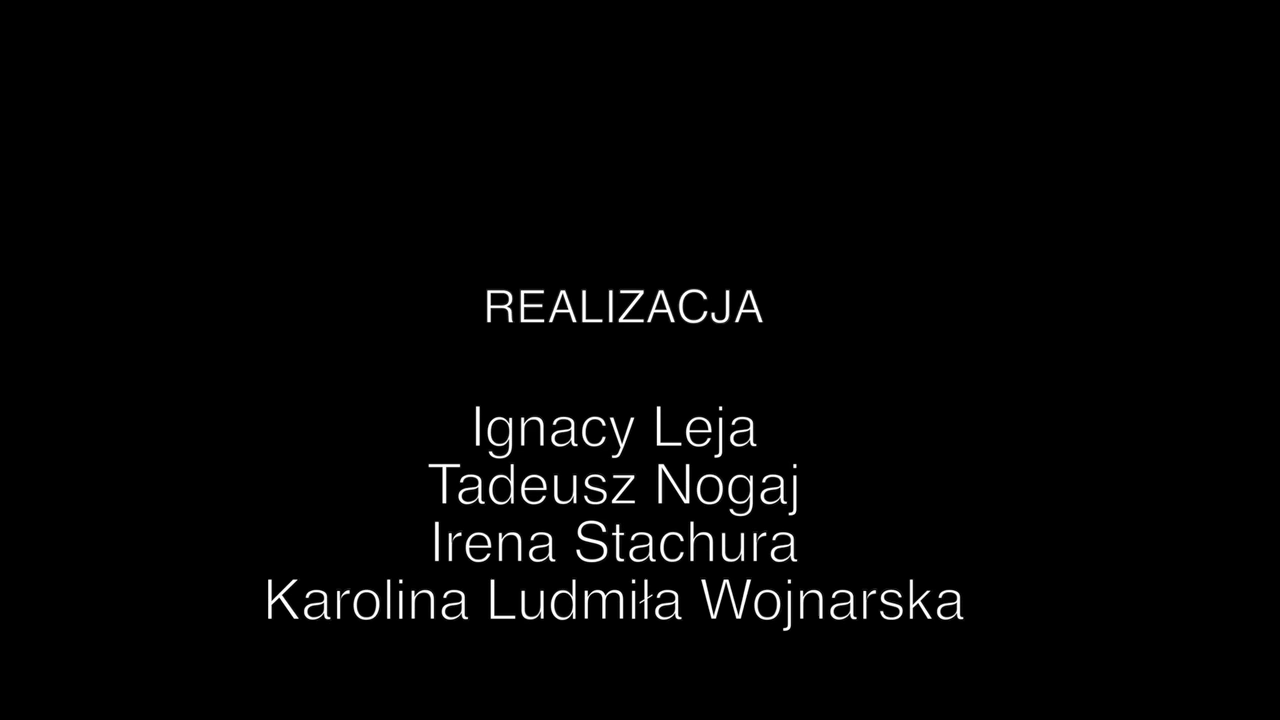 REALIZACJA
Ignacy Leja
Tadeusz Nogaj
Irena Stachura
Karolina Ludmiła Wojnarska